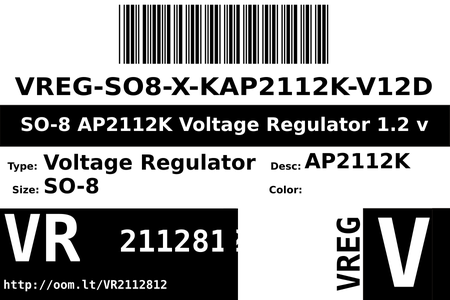 VREG-SO8-X-KAP2112K-V12D
SO-8 AP2112K Voltage Regulator 1.2 v
Type: Voltage Regulator Desc: AP2112K
Size: SO-8 Color:
VR 211281
VREG V
http://oom.lt/VR2112812